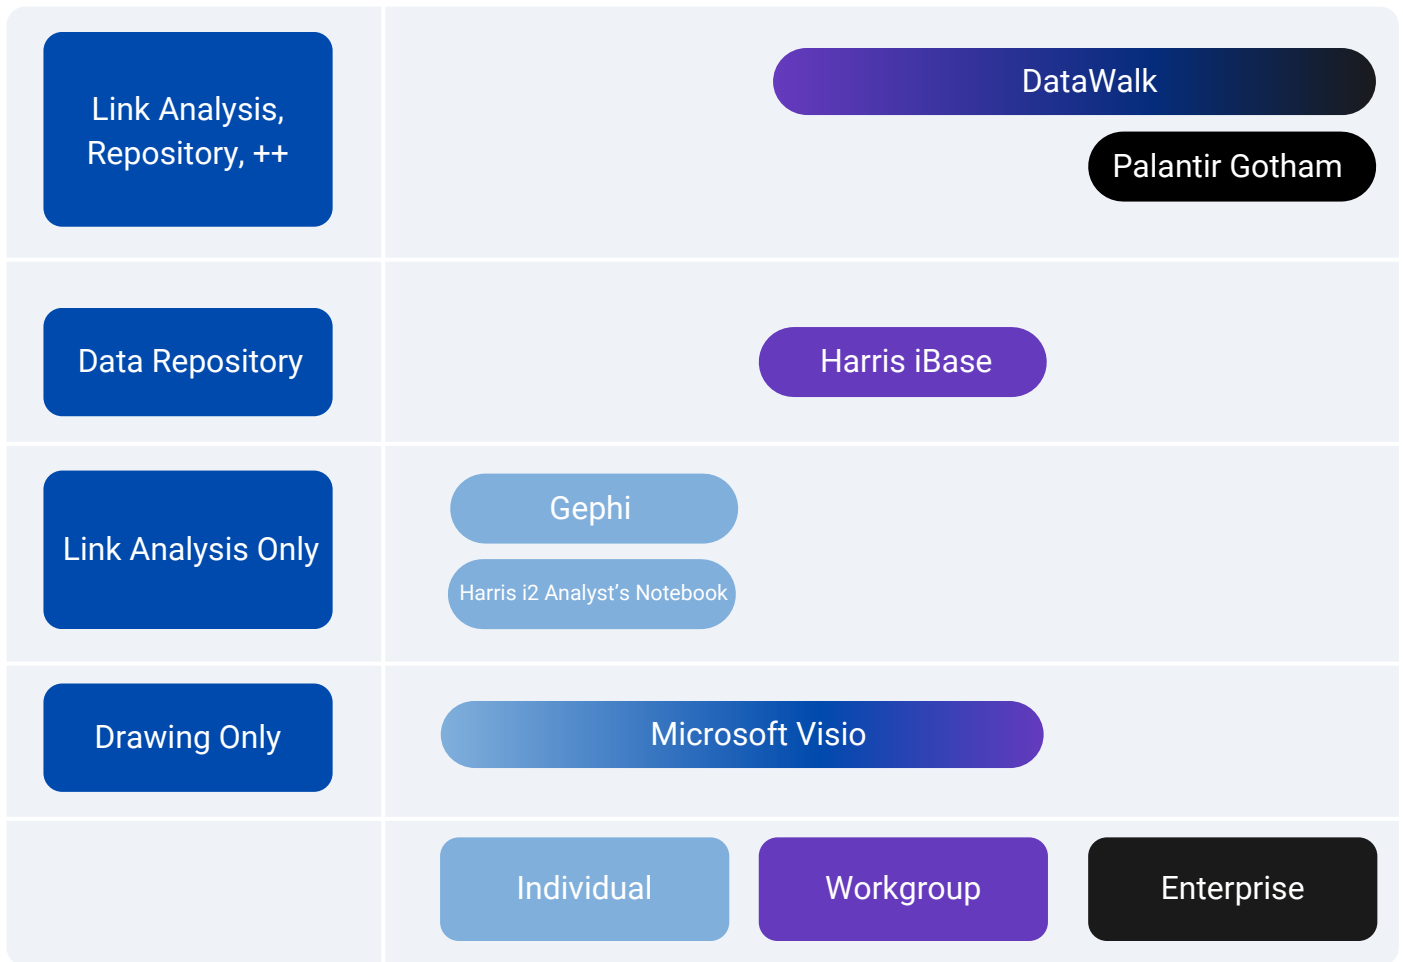 Link Analysis,
Repository, ++
DataWalk
Palantir Gotham
Data Repository
Harris iBase
Link Analysis Only
Gephi
Harris i2 Analyst’s Notebook
Drawing Only
Microsoft Visio
Individual
Workgroup
Enterprise